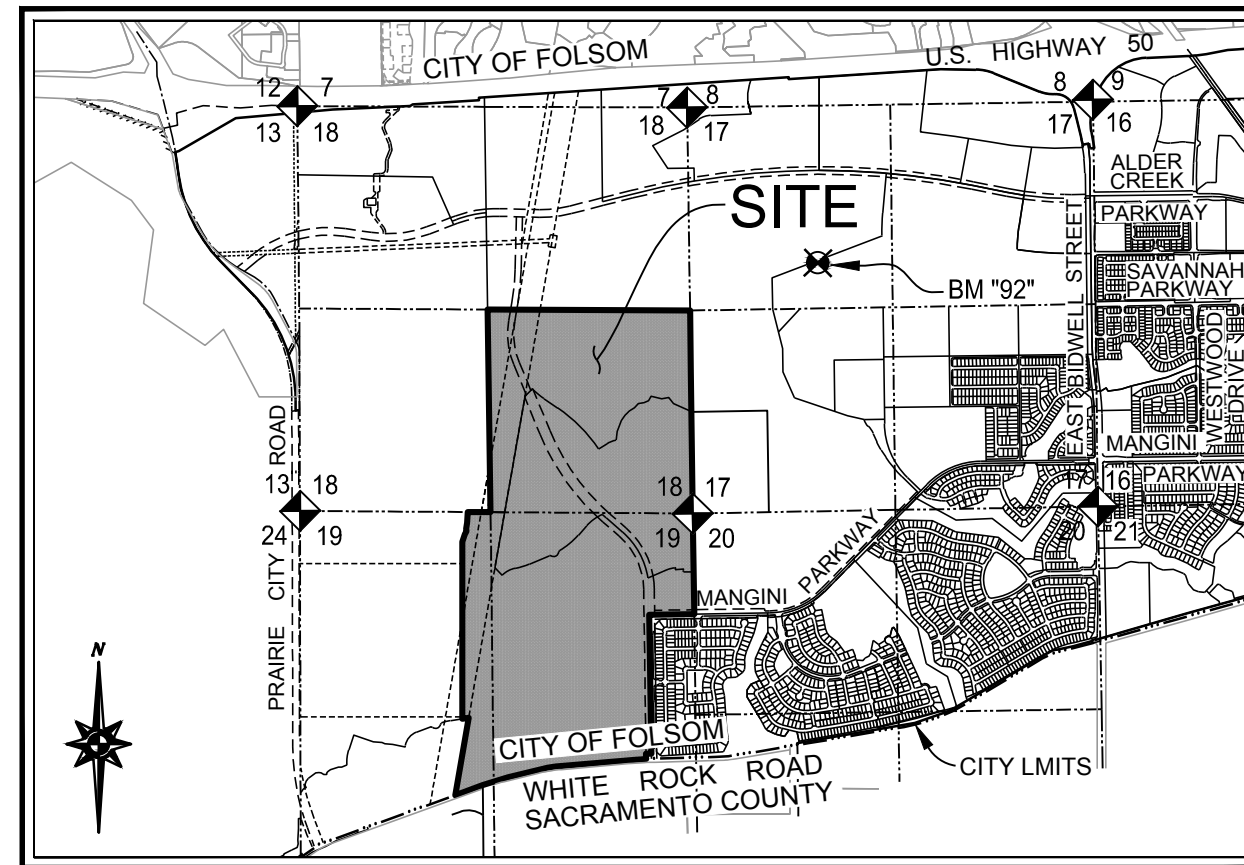 CITY OF FOLSOM
U.S. HIGHWAY 50
12 7
13 18
7 8
18 17
8 9
17 16
ALDER
CREEK
PARKWAY
SAVANNAH
PARKWAY
SITE
BM "92"
EAST BIDWELL STREET
WESTWOOD
DRIVE
PRAIRIE CITY ROAD
MANGINI
PARKWAY
13 18
24 19
18 17
19 20
17 16
20 21
MANGINI PARKWAY
N
CITY OF FOLSOM
WHITE ROCK ROAD
SACRAMENTO COUNTY
CITY LMITS